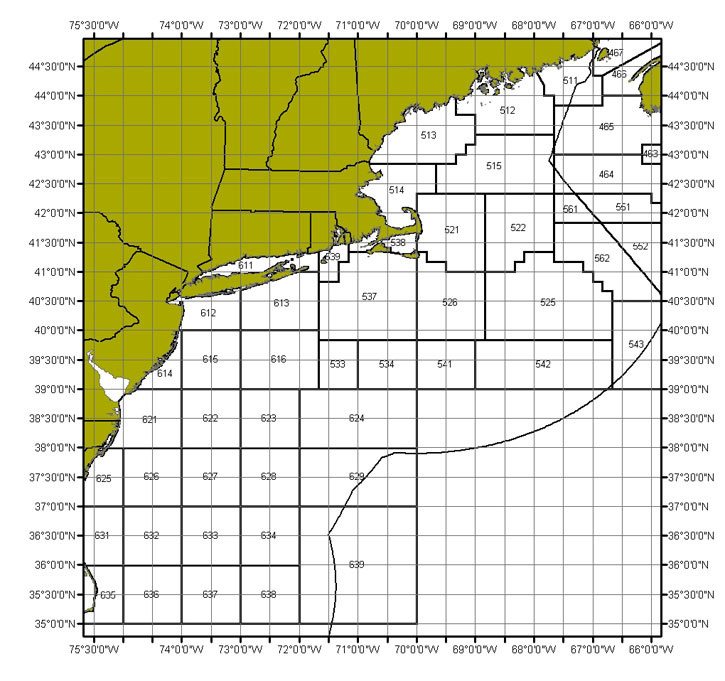 75°30'0"W 74°0'0"W 73°0'0"W 72°0'0"W 71°0'0"W 70°0'0"W 69°0'0"W 68°0'0"W 67°0'0"W 66°0'0"W
467
44°30'0"N 511 466 44°30'0"N
44°0'0"N 512 44°0'0"N
43°30'0"N 513 465 43°30'0"N
43°0'0"N 515 463 43°0'0"N
42°30'0"N 514 464 42°30'0"N
42°0'0"N 561 551 42°0'0"N
521 522
41°30'0"N 538 552 41°30'0"N
539 562
41°0'0"N 611 41°0'0"N
40°30'0"N 613 537 526 525 40°30'0"N
612
40°0'0"N 40°0'0"N
543
39°30'0"N 615 616 533 534 541 542 39°30'0"N
614
39°0'0"N 39°0'0"N
38°30'0"N 621 622 623 624 38°30'0"N
38°0'0"N 38°0'0"N
37°30'0"N 625 626 627 628 629 37°30'0"N
37°0'0"N 37°0'0"N
36°30'0"N 631 632 633 634 36°30'0"N
36°0'0"N 639 36°0'0"N
35°30'0"N 635 636 637 638 35°30'0"N
35°0'0"N 35°0'0"N
75°30'0"W 74°0'0"W 73°0'0"W 72°0'0"W 71°0'0"W 70°0'0"W 69°0'0"W 68°0'0"W 67°0'0"W 66°0'0"W